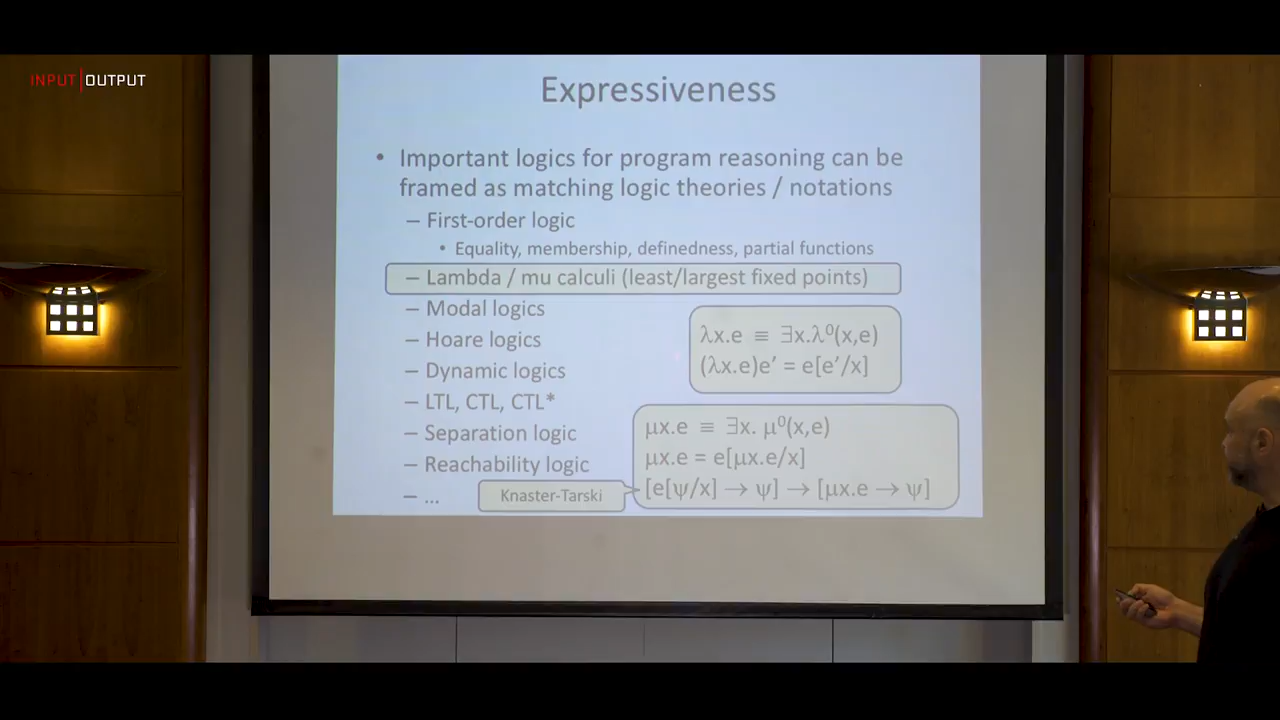 INPUT|OUTPUT
Expressiveness
• Important logics for program reasoning can be
framed as matching logic theories / notations
– First-order logic
• Equality, membership, definedness, partial functions
– Lambda / mu calculi (least/largest fixed points)
– Modal logics
– Hoare logics
– Dynamic logics
– LTL, CTL, CTL*
– Separation logic
– Reachability logic
– ...
λx.e ≡ ∃x.λ⁰(x,e)
(λx.e)e’ = e[e’/x]
μx.e ≡ ∃x. μ⁰(x,e)
μx.e = e[μx.e/x]
[e[ψ/x] → ψ] → [μx.e → ψ]
Knaster-Tarski